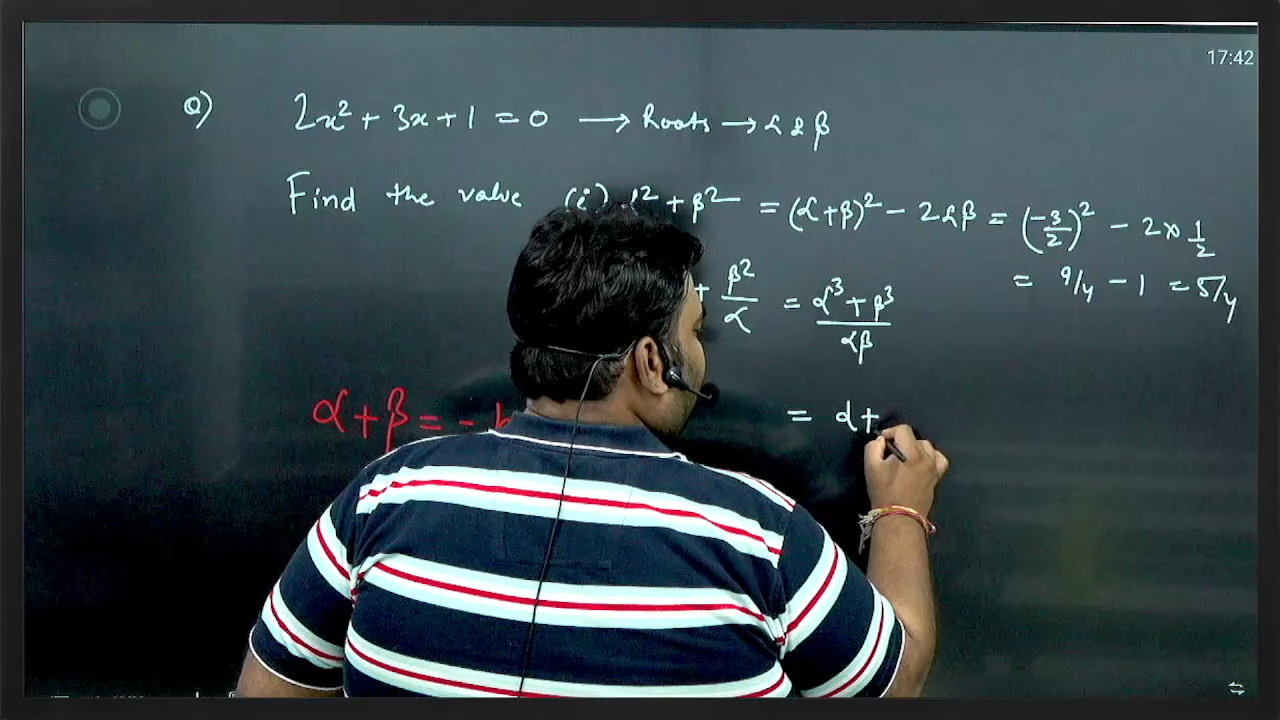 17:42
Q) 2x² + 3x + 1 = 0 → Roots → α & β
Find the value (i) α² + β² = (α+β)² - 2αβ = (-3/2)² - 2× 1/2
= 9/4 - 1 = 5/4
+ β²/α = α³ + β³/αβ
α + β = - b
= α +